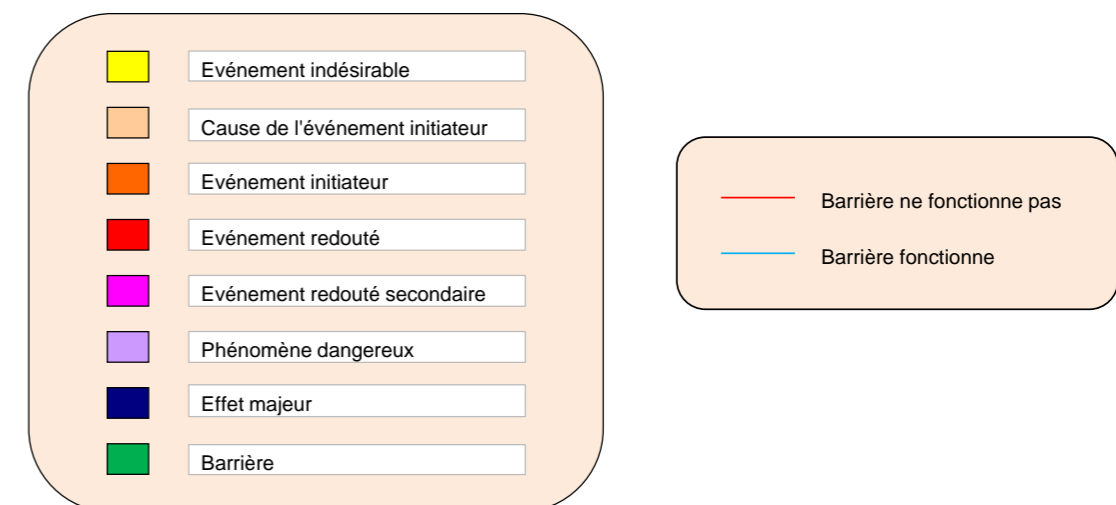 Evénement indésirable
Cause de l'événement initiateur
Evénement initiateur
Evénement redouté
Evénement redouté secondaire
Phénomène dangereux
Effet majeur
Barrière
Barrière ne fonctionne pas
Barrière fonctionne